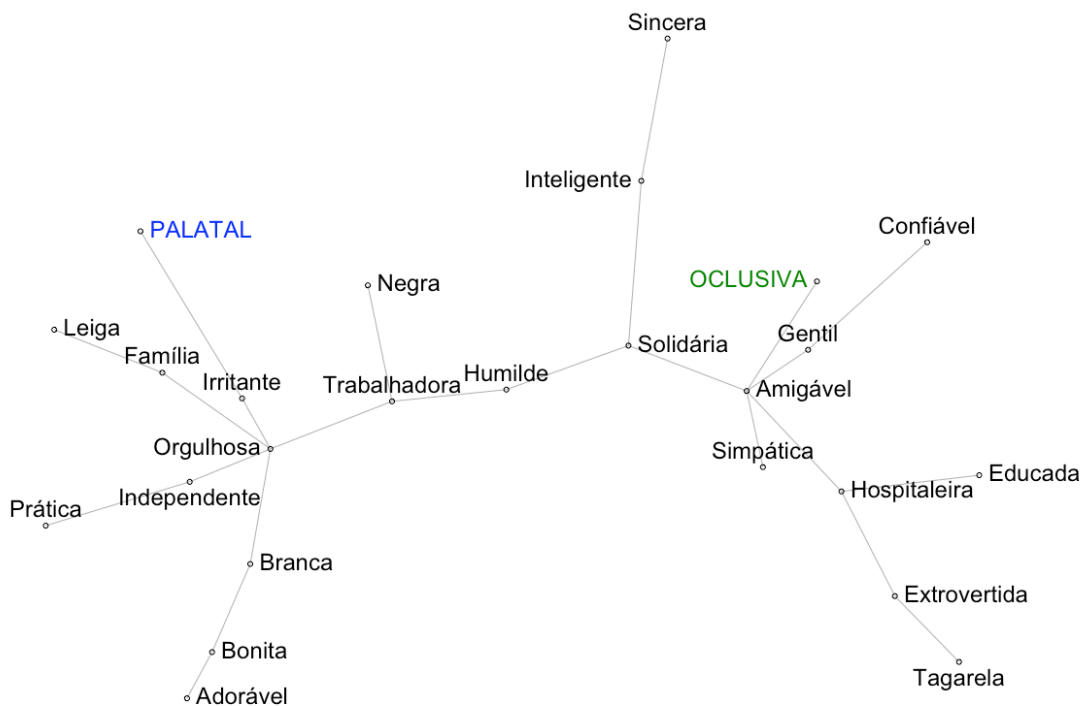 Sincera
Inteligente
Confiável
PALATAL
OCLUSIVA
Negra
Leiga
Gentil
Solidária
Família
Humilde
Irritante
Trabalhadora
Amigável
Orgulhosa
Simpática
Educada
Hospitaleira
Independente
Prática
Branca
Extrovertida
Bonita
Tagarela
Adorável